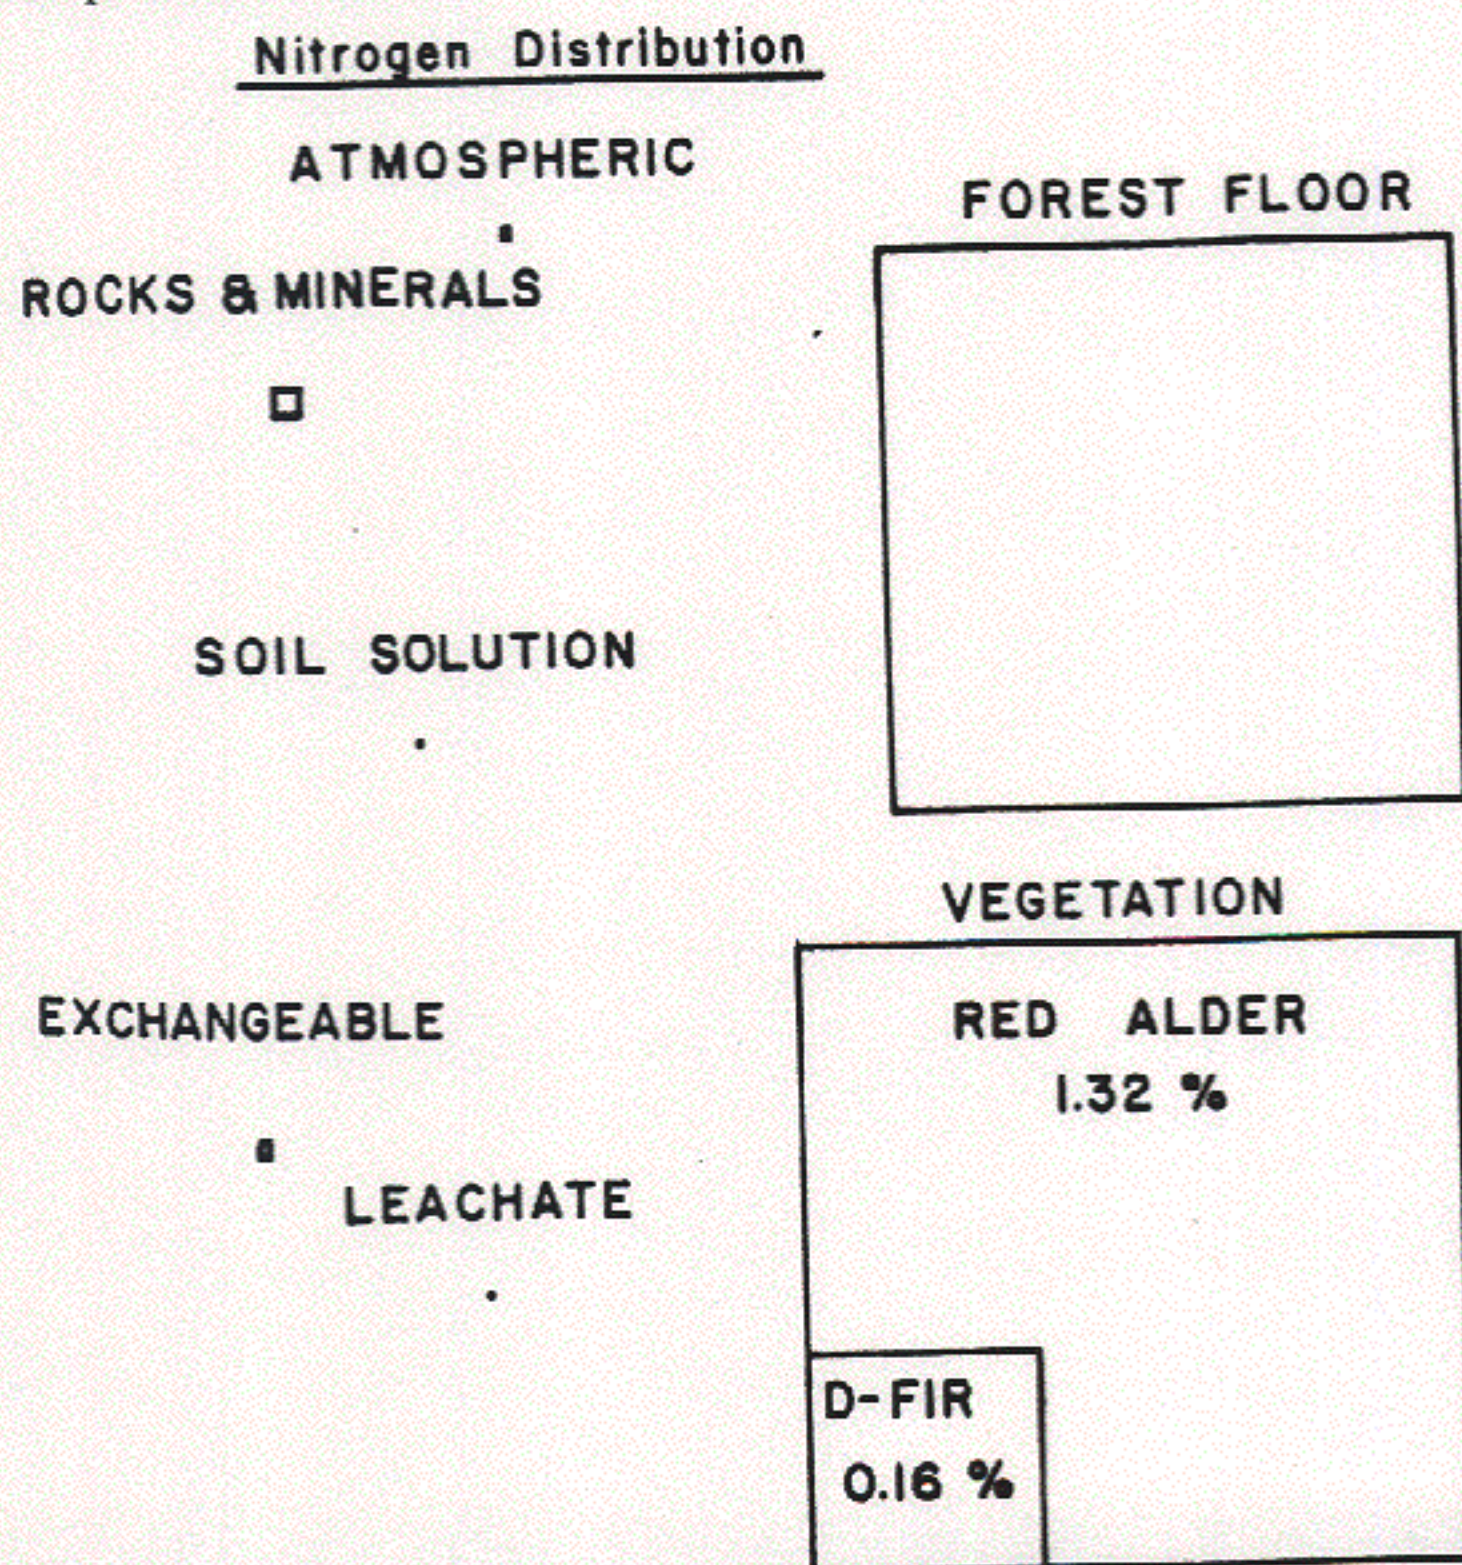 Nitrogen Distribution
ATMOSPHERIC
FOREST FLOOR
ROCKS & MINERALS
SOIL SOLUTION
VEGETATION
RED ALDER
1.32 %
EXCHANGEABLE
LEACHATE
D-FIR
0.16 %